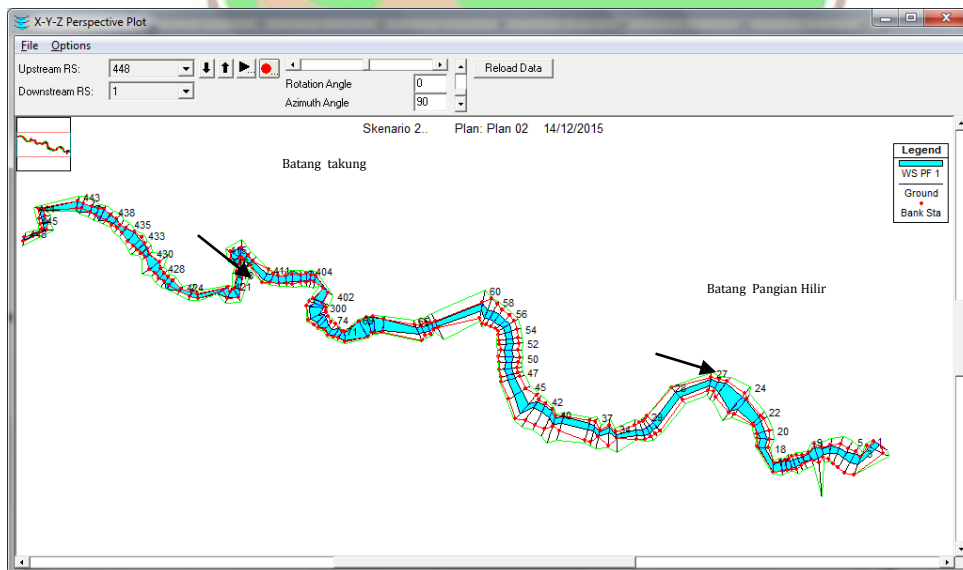 X-Y-Z Perspective Plot
File Options
Upstream RS: 448
Downstream RS: 1
Rotation Angle 0
Azimuth Angle 90
Reload Data
Skenario 2.. Plan: Plan 02 14/12/2015
Legend
WS PF 1
Ground
Bank Sta
Batang takung
Batang Pangian Hilir
443
438
435
433
430
428
424
411
404
402
300
74
60
58
56
54
52
50
47
45
42
40
37
34
29
27
24
22
20
18
9
5
1